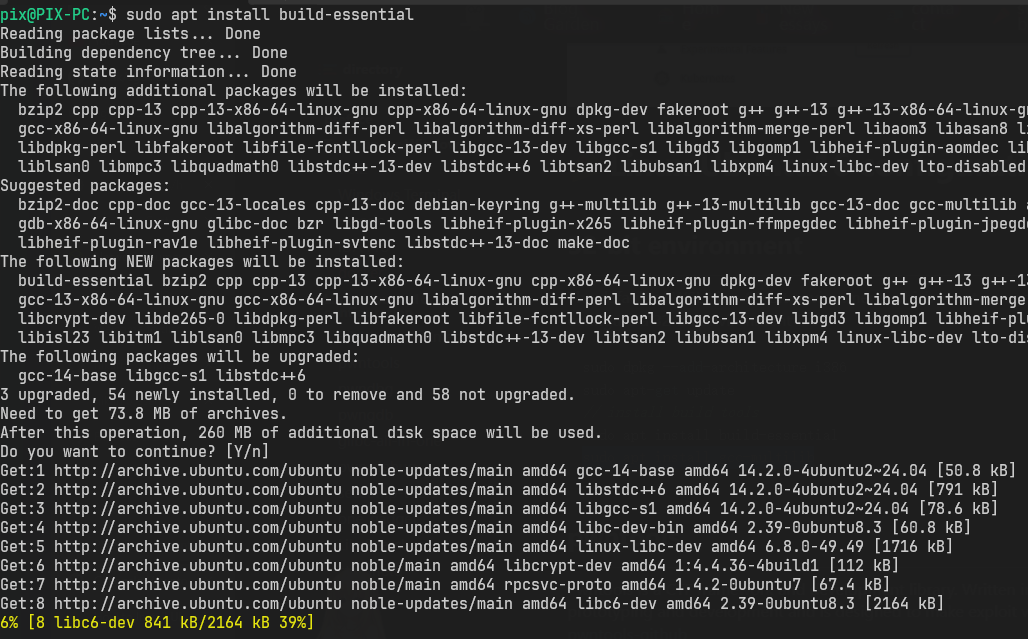 pix@PIX-PC:~$ sudo apt install build-essential
Reading package lists... Done
Building dependency tree... Done
Reading state information... Done
The following additional packages will be installed:
  bzip2 cpp cpp-13 cpp-13-x86-64-linux-gnu cpp-x86-64-linux-gnu dpkg-dev fakeroot g++ g++-13 g++-13-x86-64-linux-g
  gcc-x86-64-linux-gnu libalgorithm-diff-perl libalgorithm-diff-xs-perl libalgorithm-merge-perl libaom3 libasan8 l
  libdpkg-perl libfakeroot libfile-fcntllock-perl libgcc-13-dev libgcc-s1 libgd3 libgomp1 libheif-plugin-aomdec li
  liblsan0 libmpc3 libquadmath0 libstdc++-13-dev libstdc++6 libtsan2 libubsan1 libxpm4 linux-libc-dev lto-disabled
Suggested packages:
  bzip2-doc cpp-doc gcc-13-locales cpp-13-doc debian-keyring g++-multilib g++-13-multilib gcc-13-doc gcc-multilib a
  gdb-x86-64-linux-gnu glibc-doc bzr libgd-tools libheif-plugin-x265 libheif-plugin-ffmpegdec libheif-plugin-jpegd
  libheif-plugin-rav1e libheif-plugin-svtenc libstdc++-13-doc make-doc
The following NEW packages will be installed:
  build-essential bzip2 cpp cpp-13 cpp-13-x86-64-linux-gnu cpp-x86-64-linux-gnu dpkg-dev fakeroot g++ g++-13 g++-1
  gcc-13-x86-64-linux-gnu gcc-x86-64-linux-gnu libalgorithm-diff-perl libalgorithm-diff-xs-perl libalgorithm-merge
  libcrypt-dev libde265-0 libdpkg-perl libfakeroot libfile-fcntllock-perl libgcc-13-dev libgd3 libgomp1 libheif-pl
  libisl23 libitm1 liblsan0 libmpc3 libquadmath0 libstdc++-13-dev libtsan2 libubsan1 libxpm4 linux-libc-dev lto-di
The following packages will be upgraded:
  gcc-14-base libgcc-s1 libstdc++6
3 upgraded, 54 newly installed, 0 to remove and 58 not upgraded.
Need to get 73.8 MB of archives.
After this operation, 260 MB of additional disk space will be used.
Do you want to continue? [Y/n]
Get:1 http://archive.ubuntu.com/ubuntu noble-updates/main amd64 gcc-14-base amd64 14.2.0-4ubuntu2~24.04 [50.8 kB]
Get:2 http://archive.ubuntu.com/ubuntu noble-updates/main amd64 libstdc++6 amd64 14.2.0-4ubuntu2~24.04 [791 kB]
Get:3 http://archive.ubuntu.com/ubuntu noble-updates/main amd64 libgcc-s1 amd64 14.2.0-4ubuntu2~24.04 [78.6 kB]
Get:4 http://archive.ubuntu.com/ubuntu noble-updates/main amd64 libc-dev-bin amd64 2.39-0ubuntu8.3 [60.8 kB]
Get:5 http://archive.ubuntu.com/ubuntu noble-updates/main amd64 linux-libc-dev amd64 6.8.0-49.49 [1716 kB]
Get:6 http://archive.ubuntu.com/ubuntu noble/main amd64 libcrypt-dev amd64 1:4.4.36-4build1 [112 kB]
Get:7 http://archive.ubuntu.com/ubuntu noble/main amd64 rpcsvc-proto amd64 1.4.2-0ubuntu7 [67.4 kB]
Get:8 http://archive.ubuntu.com/ubuntu noble-updates/main amd64 libc6-dev amd64 2.39-0ubuntu8.3 [2164 kB]
6% [8 libc6-dev 841 kB/2164 kB 39%]